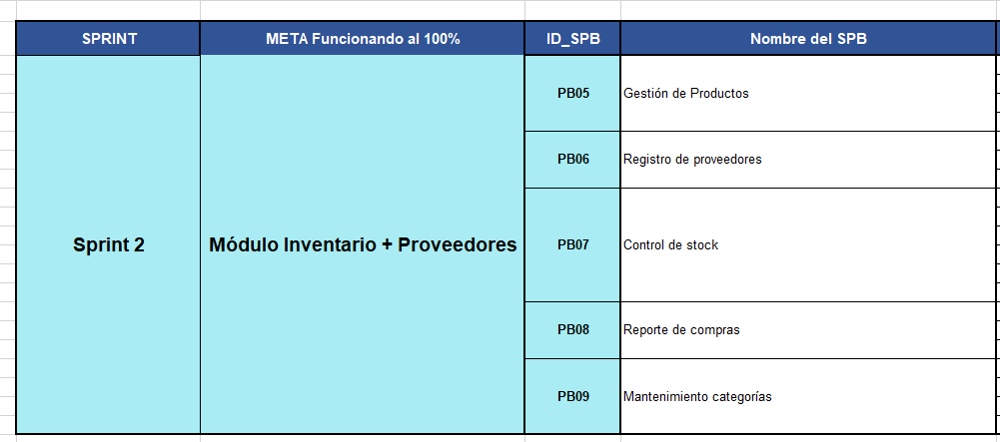 SPRINT META Funcionando al 100% ID_SPB Nombre del SPB
PB05 Gestión de Productos
PB06 Registro de proveedores
Sprint 2 Módulo Inventario + Proveedores PB07 Control de stock
PB08 Reporte de compras
PB09 Mantenimiento categorías